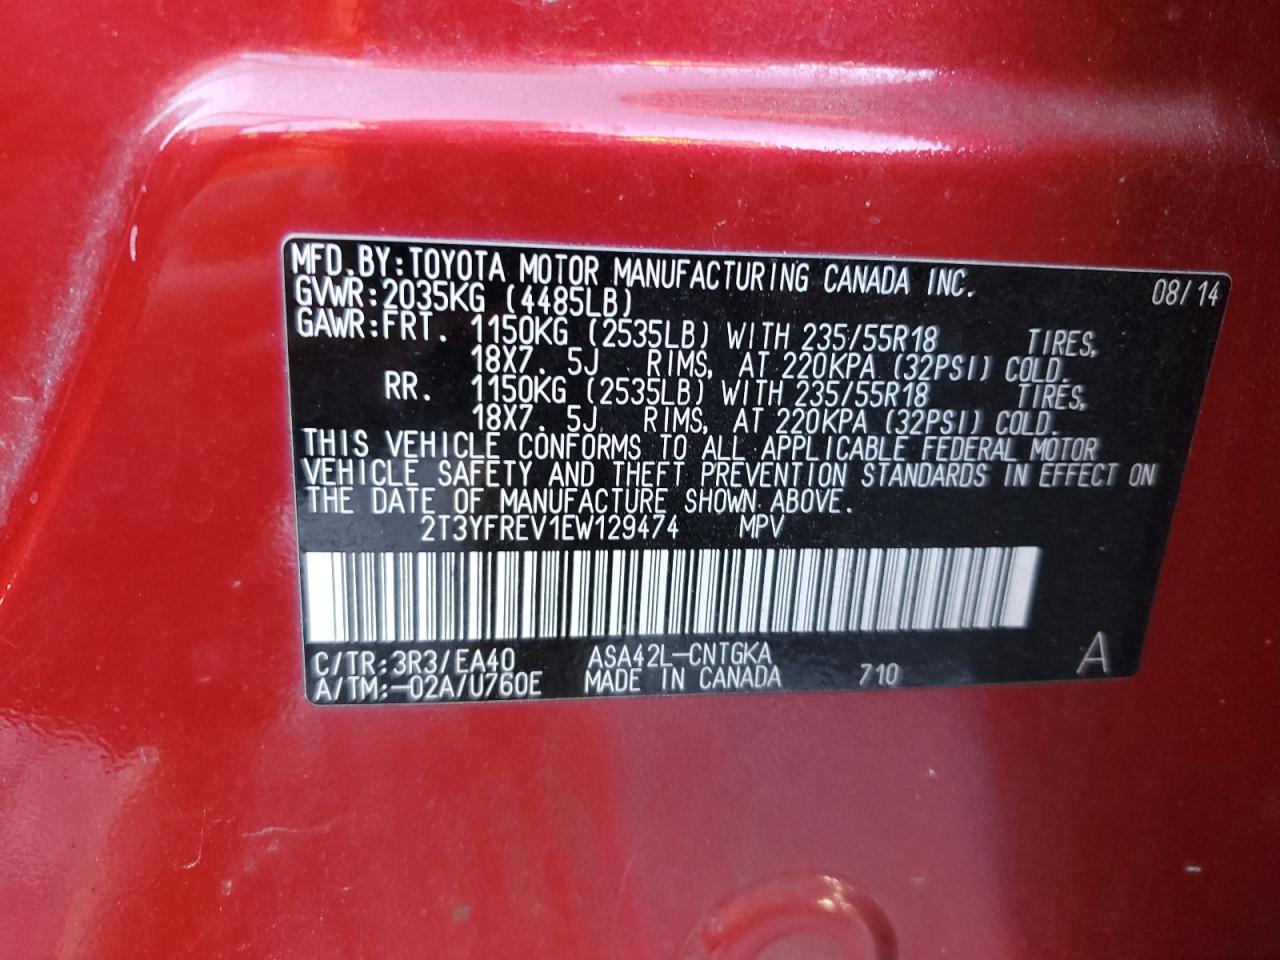 MFD.BY:TOYOTA MOTOR MANUFACTURING CANADA INC. 08/14
GVWR:2035KG (4485LB)
GAWR:FRT. 1150KG (2535LB) WITH 235/55R18 TIRES,
18X7. 5J RIMS, AT 220KPA (32PSI) COLD.
RR. 1150KG (2535LB) WITH 235/55R18 TIRES,
18X7. 5J RIMS, AT 220KPA (32PSI) COLD.
THIS VEHICLE CONFORMS TO ALL APPLICABLE FEDERAL MOTOR
VEHICLE SAFETY AND THEFT PREVENTION STANDARDS IN EFFECT ON
THE DATE OF MANUFACTURE SHOWN ABOVE.
2T3YFREV1EW129474 MPV
C/TR:3R3/EA40 ASA42L-CNTGKA A
A/TM:-02A/U760E MADE IN CANADA 710